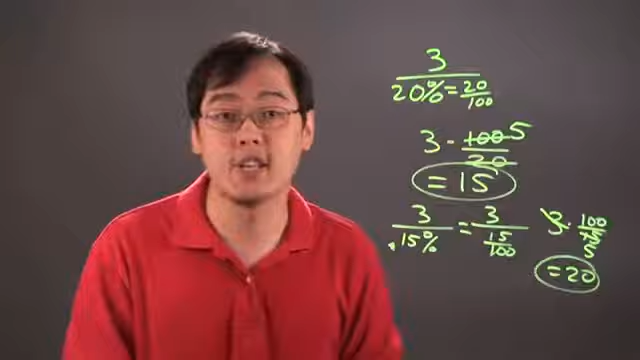 3
20% = 20/100
3 · 100 5
20
= 15
3/15% = 3/(15/100)
3 · 100/15
5
= 20